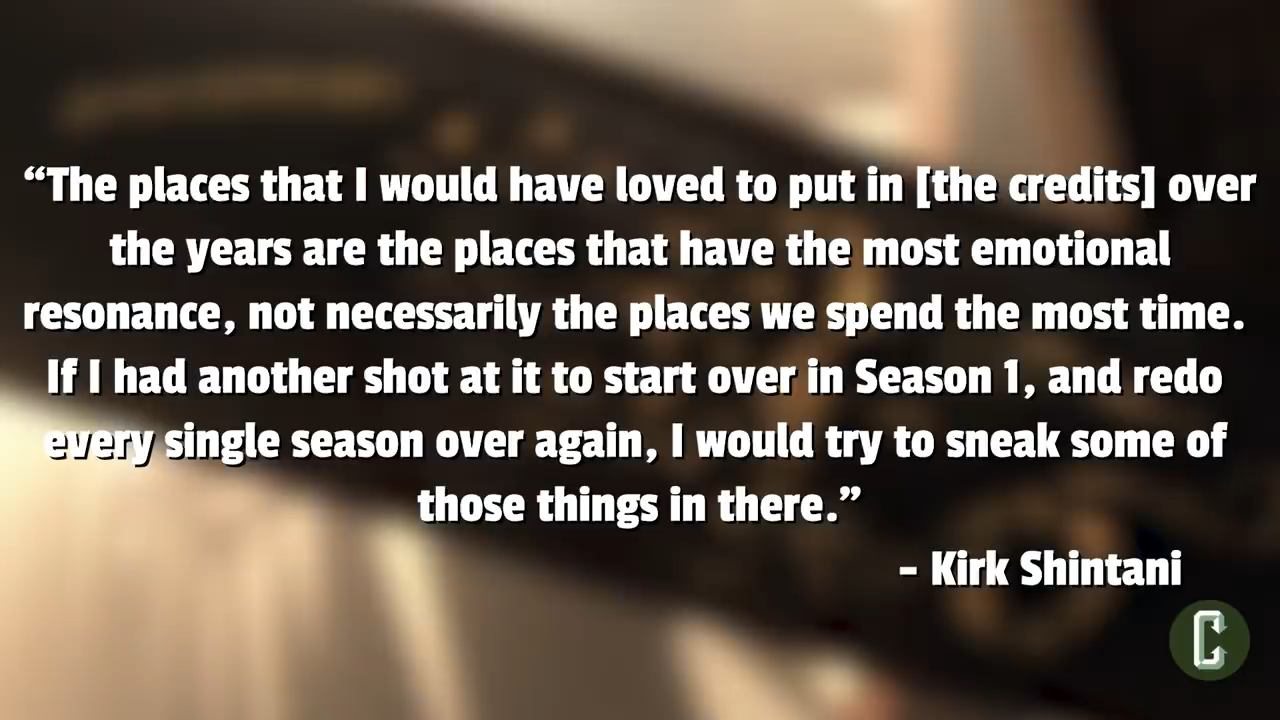 “The places that I would have loved to put in [the credits] over
the years are the places that have the most emotional
resonance, not necessarily the places we spend the most time.
If I had another shot at it to start over in Season 1, and redo
every single season over again, I would try to sneak some of
those things in there.”
- Kirk Shintani
C